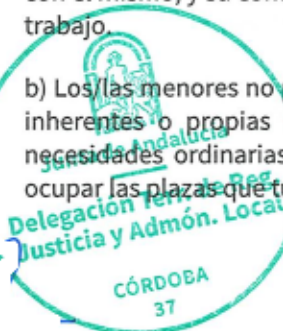 trabajo.
b) Los/las menores no
inherentes o propias
necesidades ordinarias
ocupar las plazas que tu
Junta de Andalucía
Delegación Terr. de Reg.
Justicia y Admón. Local
CÓRDOBA
37